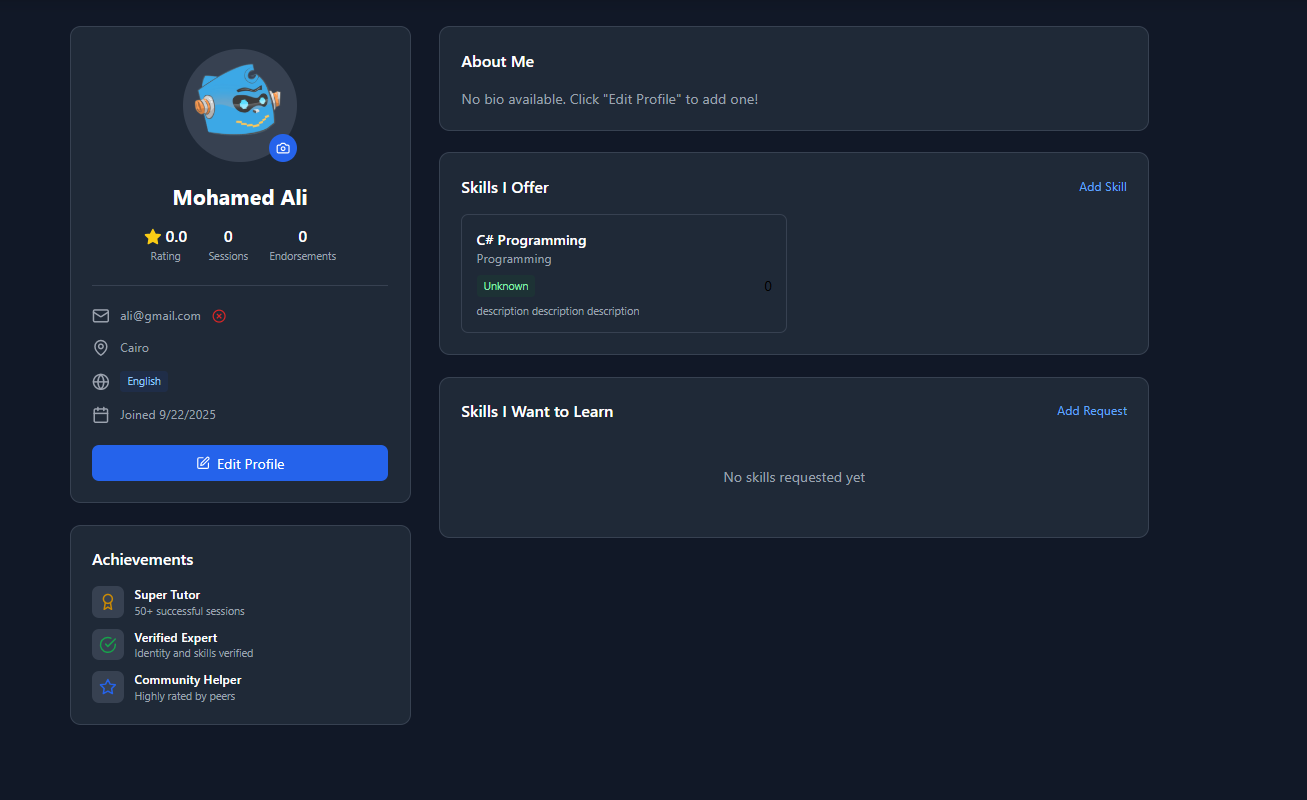 Mohamed Ali
0.0 0 0
Rating Sessions Endorsements
ali@gmail.com
Cairo
English
Joined 9/22/2025
Edit Profile
Achievements
Super Tutor
50+ successful sessions
Verified Expert
Identity and skills verified
Community Helper
Highly rated by peers
About Me
No bio available. Click "Edit Profile" to add one!
Skills I Offer Add Skill
C# Programming
Programming
Unknown 0
description description description
Skills I Want to Learn Add Request
No skills requested yet